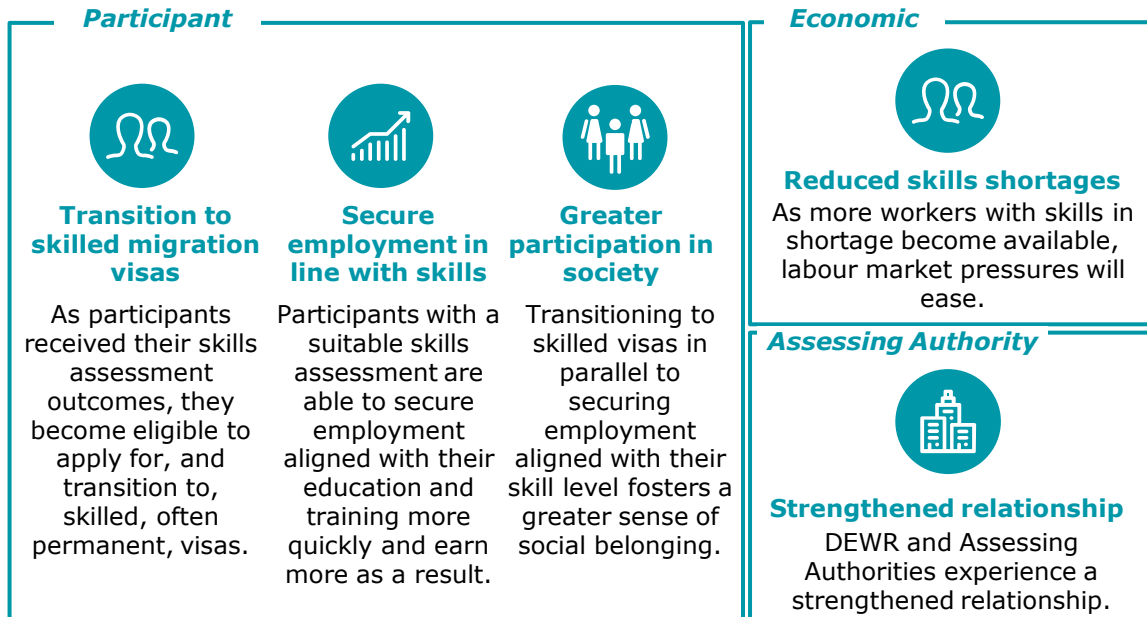 Participant
Transition to
skilled migration
visas
As participants
received their skills
assessment
outcomes, they
become eligible to
apply for, and
transition to,
skilled, often
permanent, visas.
Secure
employment in
line with skills
Participants with a
suitable skills
assessment are
able to secure
employment
aligned with their
education and
training more
quickly and earn
more as a result.
Greater
participation in
society
Transitioning to
skilled visas in
parallel to
securing
employment
aligned with their
skill level fosters a
greater sense of
social belonging.
Economic
Reduced skills shortages
As more workers with skills in
shortage become available,
labour market pressures will
ease.
Assessing Authority
Strengthened relationship
DEWR and Assessing
Authorities experience a
strengthened relationship.